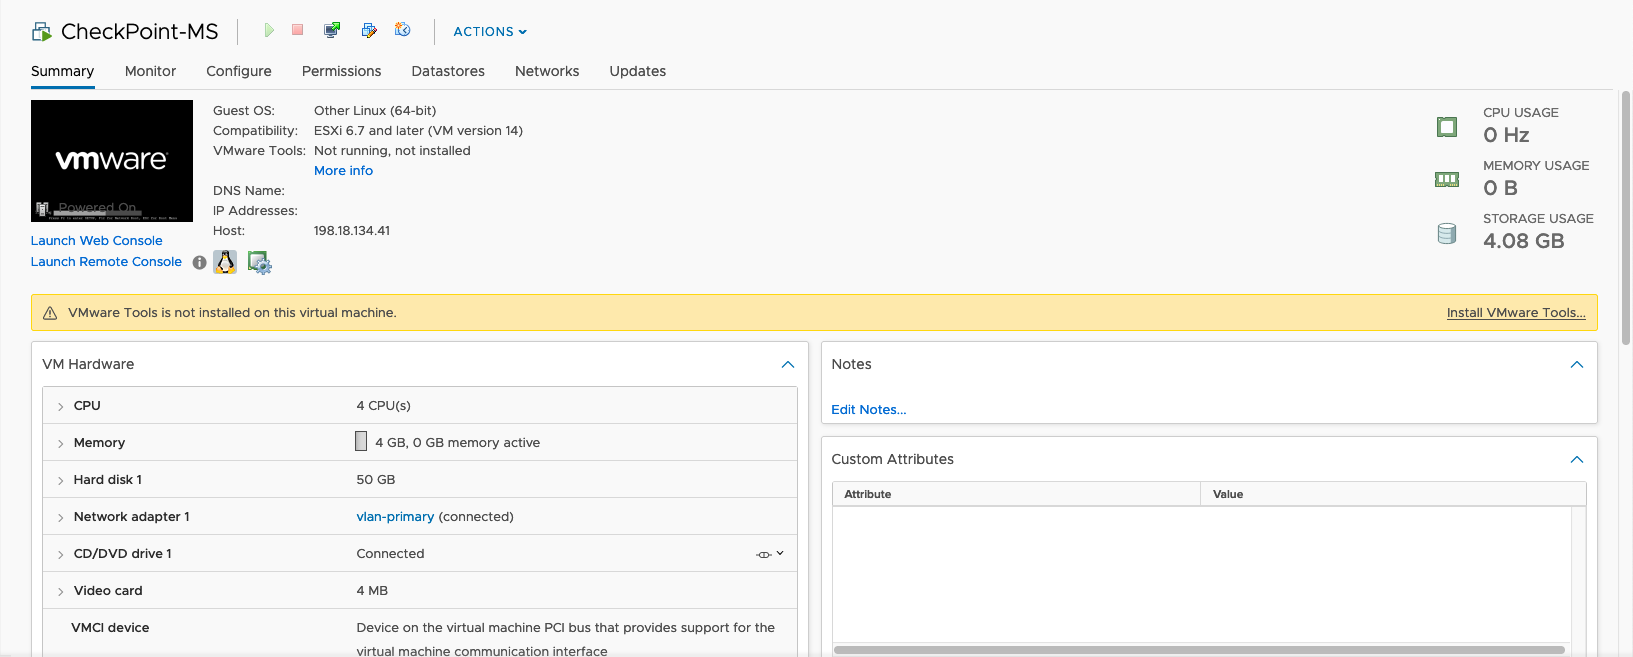 CheckPoint-MS
ACTIONS
Summary Monitor Configure Permissions Datastores Networks Updates
vmware
Powered On
Guest OS: Other Linux (64-bit)
Compatibility: ESXi 6.7 and later (VM version 14)
VMware Tools: Not running, not installed
More info
DNS Name:
IP Addresses:
Host: 198.18.134.41
Launch Web Console
Launch Remote Console
CPU USAGE
0 Hz
MEMORY USAGE
0 B
STORAGE USAGE
4.08 GB
VMware Tools is not installed on this virtual machine. Install VMware Tools...
VM Hardware
CPU 4 CPU(s)
Memory 4 GB, 0 GB memory active
Hard disk 1 50 GB
Network adapter 1 vlan-primary (connected)
CD/DVD drive 1 Connected
Video card 4 MB
VMCI device Device on the virtual machine PCI bus that provides support for the
virtual machine communication interface
Notes
Edit Notes...
Custom Attributes
Attribute Value